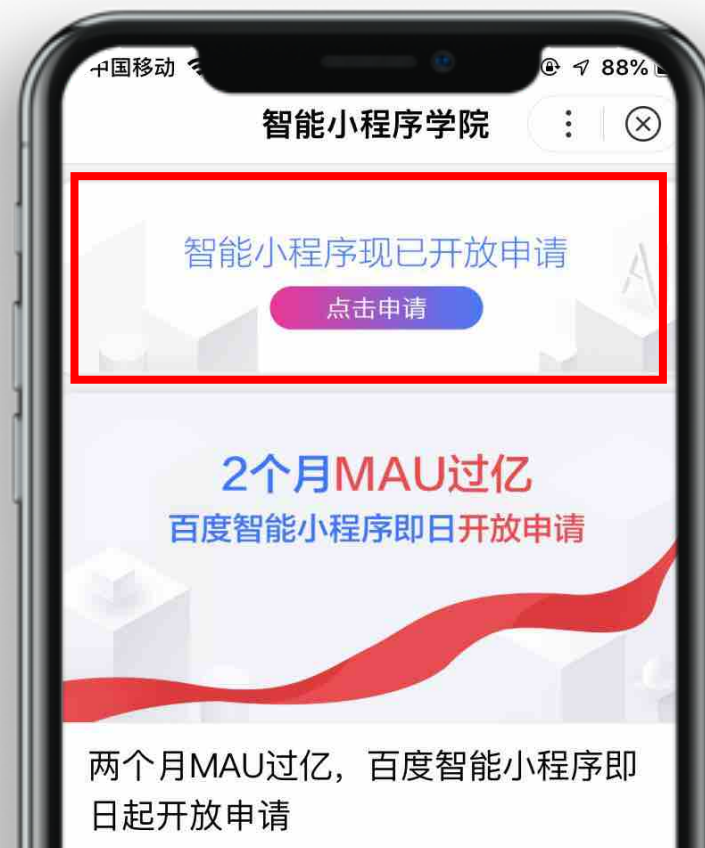 中国移动 88%
智能小程序学院
智能小程序现已开放申请
点击申请
A
2个月MAU过亿
百度智能小程序即日开放申请
两个月MAU过亿，百度智能小程序即
日起开放申请